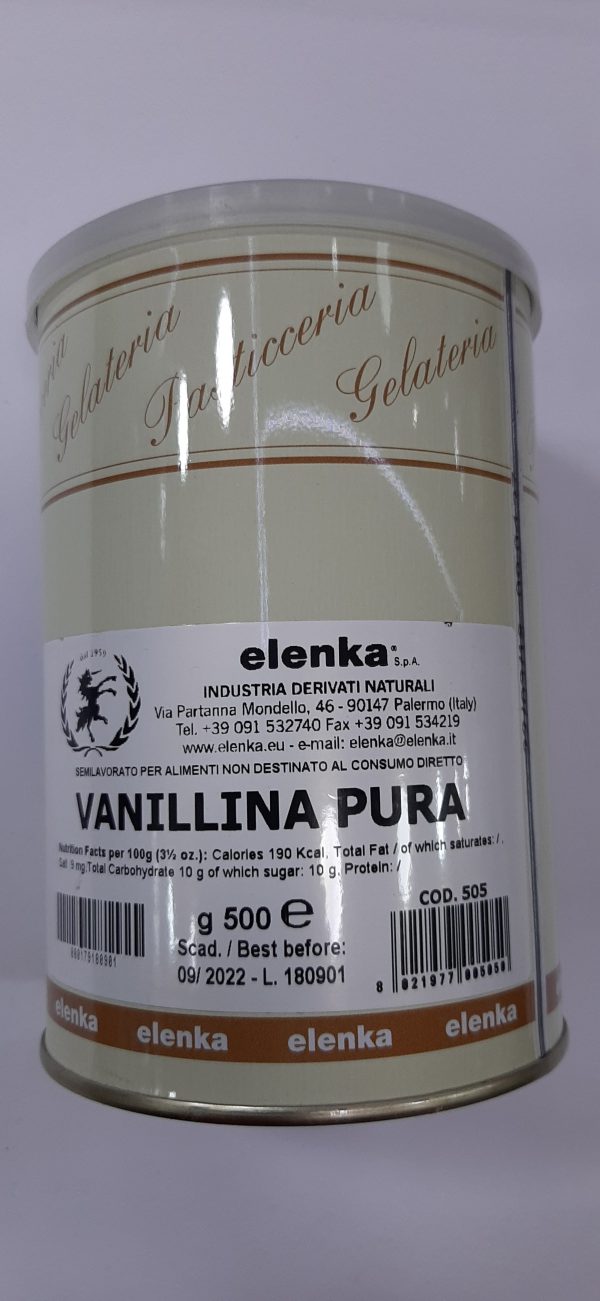 Gelateria Pasticceria Gelateria
dal 1959
elenka® S.p.A.
INDUSTRIA DERIVATI NATURALI
Via Partanna Mondello, 46 - 90147 Palermo (Italy)
Tel. +39 091 532740 Fax +39 091 534219
www.elenka.eu - e-mail: elenka@elenka.it
SEMILAVORATO PER ALIMENTI NON DESTINATO AL CONSUMO DIRETTO
VANILLINA PURA
Nutrition Facts per 100g (3½ oz.): Calories 190 Kcal, Total Fat / of which saturates: / ,
Salt 9 mg,Total Carbohydrate 10 g of which sugar: 10 g, Protein: /
COD. 505
g 500 ℮
Scad. / Best before:
09/ 2022 - L. 180901
000179180901
8 021977 005050
elenka elenka elenka elenka